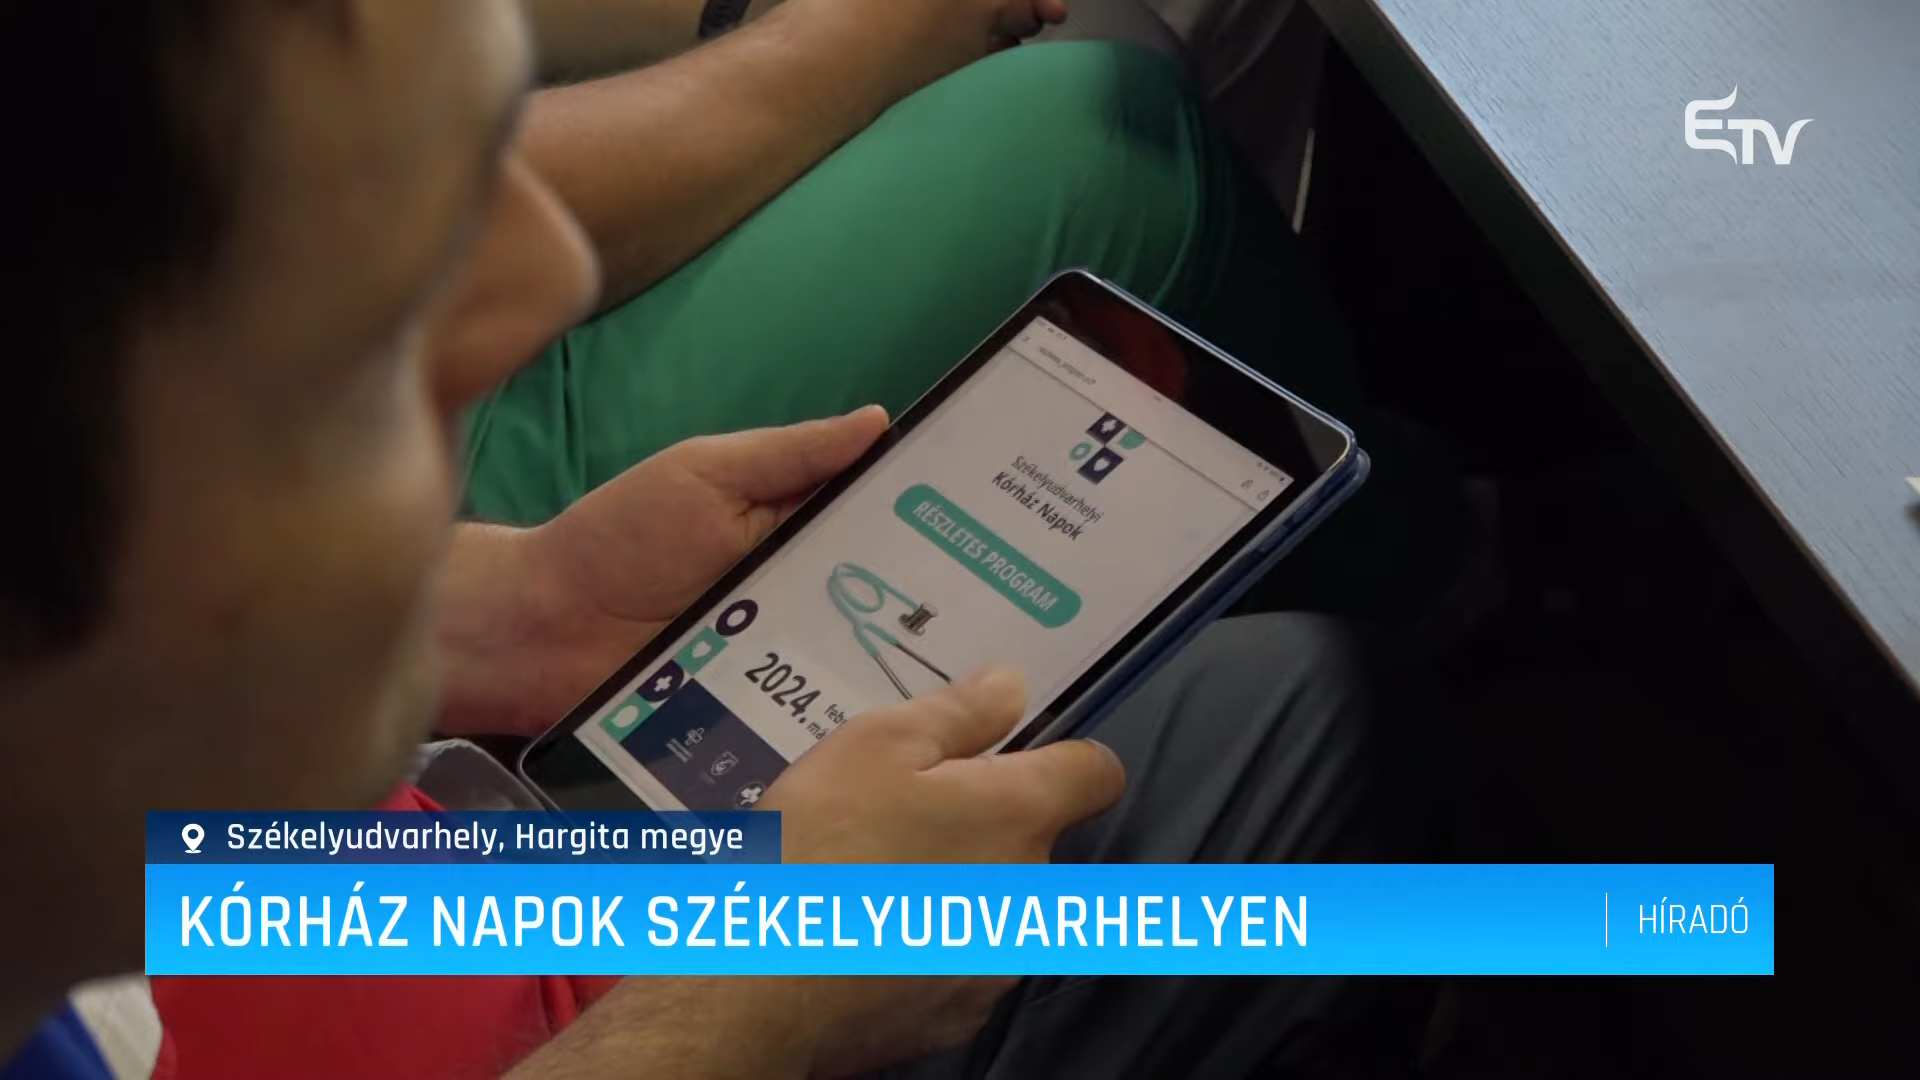 ETV
Székelyudvarhelyi
Kórház Napok
RÉSZLETES PROGRAM
2024.
Székelyudvarhely, Hargita megye
KÓRHÁZ NAPOK SZÉKELYUDVARHELYEN
HÍRADÓ